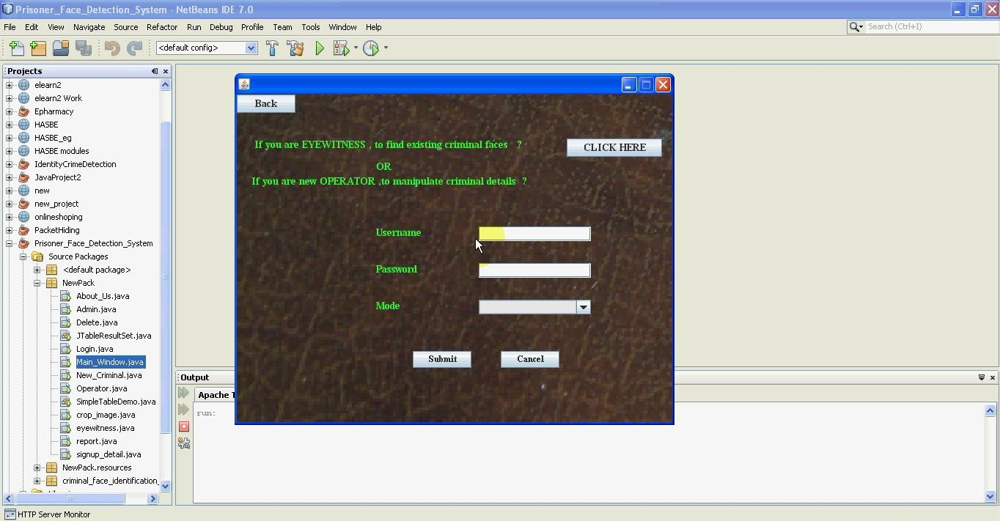 Prisoner_Face_Detection_System - NetBeans IDE 7.0
File Edit View Navigate Source Refactor Run Debug Profile Team Tools Window Help
Search (Ctrl+I)
<default config>
Projects
elearn2
elearn2 Work
Epharmacy
HASBE
HASBE_eg
HASBE modules
IdentityCrimeDetection
JavaProject2
new
new_project
onlineshoping
PacketHiding
Prisoner_Face_Detection_System
Source Packages
<default package>
NewPack
About_Us.java
Admin.java
Delete.java
JTableResultSet.java
Login.java
Main_Window.java
New_Criminal.java
Operator.java
SimpleTableDemo.java
crop_image.java
eyewitness.java
report.java
signup_detail.java
NewPack.resources
criminal_face_identification_
Back
If you are EYEWITNESS , to find existing criminal faces ?
CLICK HERE
OR
If you are new OPERATOR ,to manipulate criminal details ?
Username
Password
Mode
Submit Cancel
Output
Apache T
run:
HTTP Server Monitor